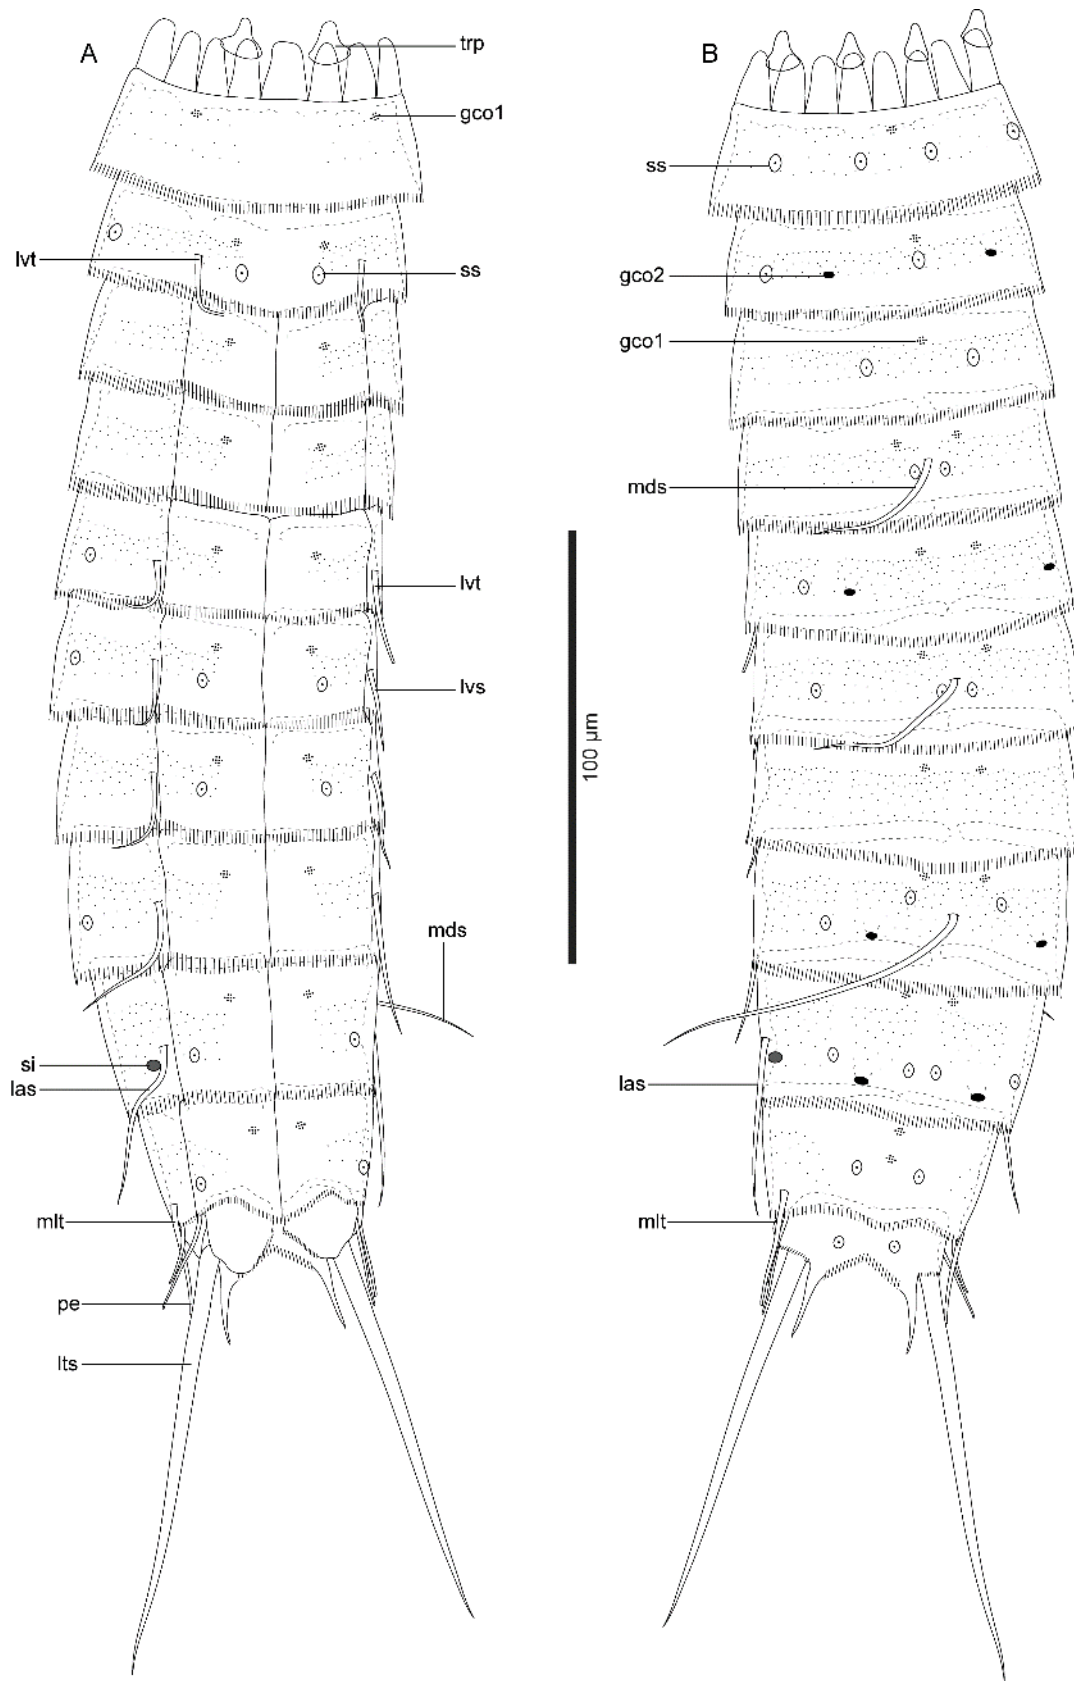 A
trp
gco1
lvt
ss
lvt
lvs
mds
si
las
mlt
pe
lts
100 µm
B
ss
gco2
gco1
mds
las
mlt